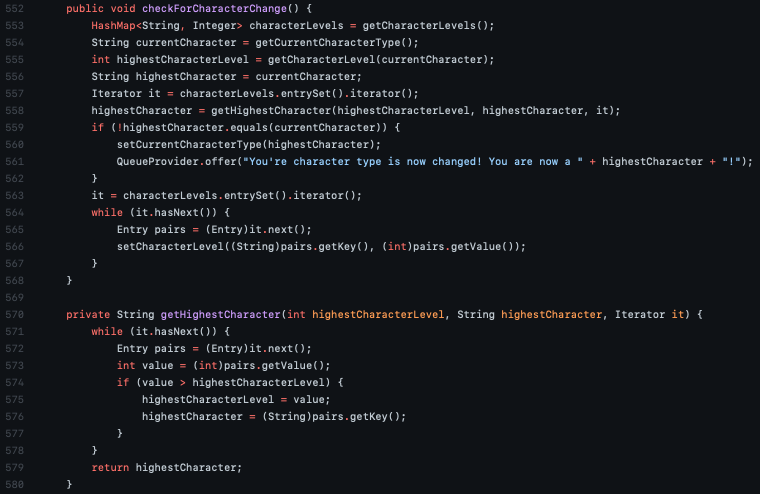 552 public void checkForCharacterChange() {
553 HashMap<String, Integer> characterLevels = getCharacterLevels();
554 String currentCharacter = getCurrentCharacterType();
555 int highestCharacterLevel = getCharacterLevel(currentCharacter);
556 String highestCharacter = currentCharacter;
557 Iterator it = characterLevels.entrySet().iterator();
558 highestCharacter = getHighestCharacter(highestCharacterLevel, highestCharacter, it);
559 if (!highestCharacter.equals(currentCharacter)) {
560 setCurrentCharacterType(highestCharacter);
561 QueueProvider.offer("You're character type is now changed! You are now a " + highestCharacter + "!");
562 }
563 it = characterLevels.entrySet().iterator();
564 while (it.hasNext()) {
565 Entry pairs = (Entry)it.next();
566 setCharacterLevel((String)pairs.getKey(), (int)pairs.getValue());
567 }
568 }
569
570 private String getHighestCharacter(int highestCharacterLevel, String highestCharacter, Iterator it) {
571 while (it.hasNext()) {
572 Entry pairs = (Entry)it.next();
573 int value = (int)pairs.getValue();
574 if (value > highestCharacterLevel) {
575 highestCharacterLevel = value;
576 highestCharacter = (String)pairs.getKey();
577 }
578 }
579 return highestCharacter;
580 }